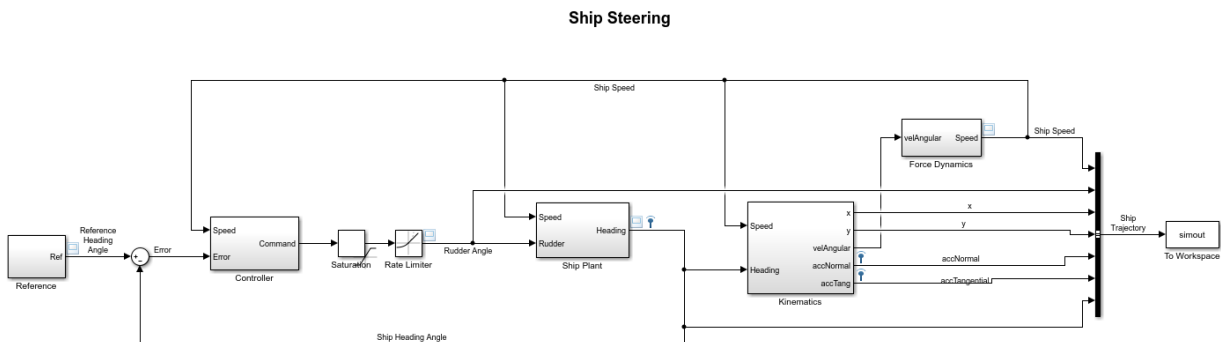 Ship Steering
Ship Speed
velAngular
Speed
Force Dynamics
Ship Speed
Ref
Reference
Reference
Heading
Angle
+
−
Error
Speed
Error
Command
Controller
Saturation
Rate Limiter
Rudder Angle
Speed
Rudder
Heading
Ship Plant
Speed
Heading
x
y
velAngular
accNormal
accTang
Kinematics
x
y
accNormal
accTangential
Ship
Trajectory
simout
To Workspace
Ship Heading Angle